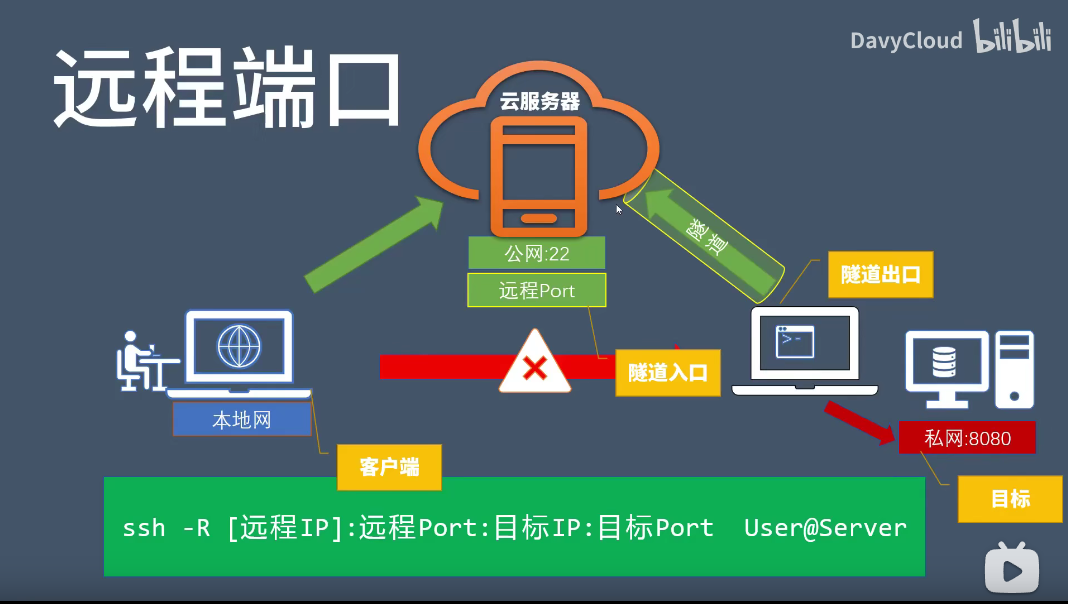 远程端口
DavyCloud bilibili
云服务器
公网:22
远程Port
隧道
隧道出口
隧道入口
>-
本地网
私网:8080
客户端
目标
ssh -R [远程IP]:远程Port:目标IP:目标Port User@Server